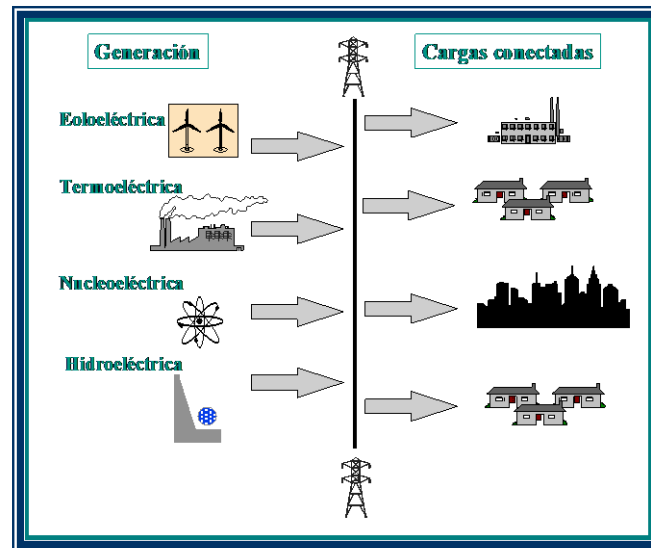 Generación
Cargas conectadas
Eoloeléctrica
Termoeléctrica
Nucleoeléctrica
Hidroeléctrica